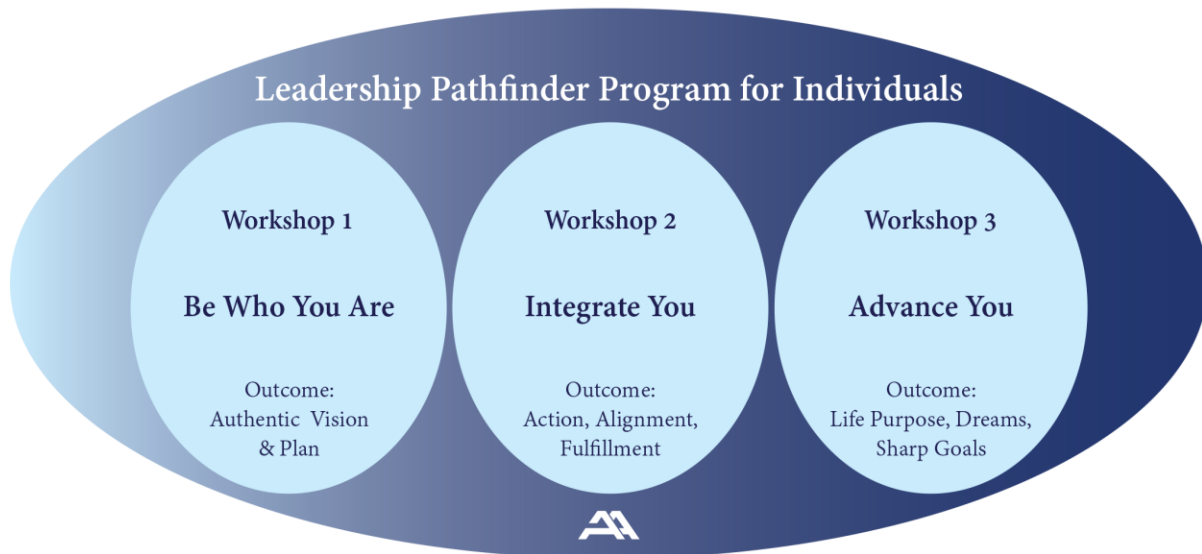 Leadership Pathfinder Program for Individuals
Workshop 1
Be Who You Are
Outcome:
Authentic Vision
& Plan
Workshop 2
Integrate You
Outcome:
Action, Alignment,
Fulfillment
Workshop 3
Advance You
Outcome:
Life Purpose, Dreams,
Sharp Goals
AA